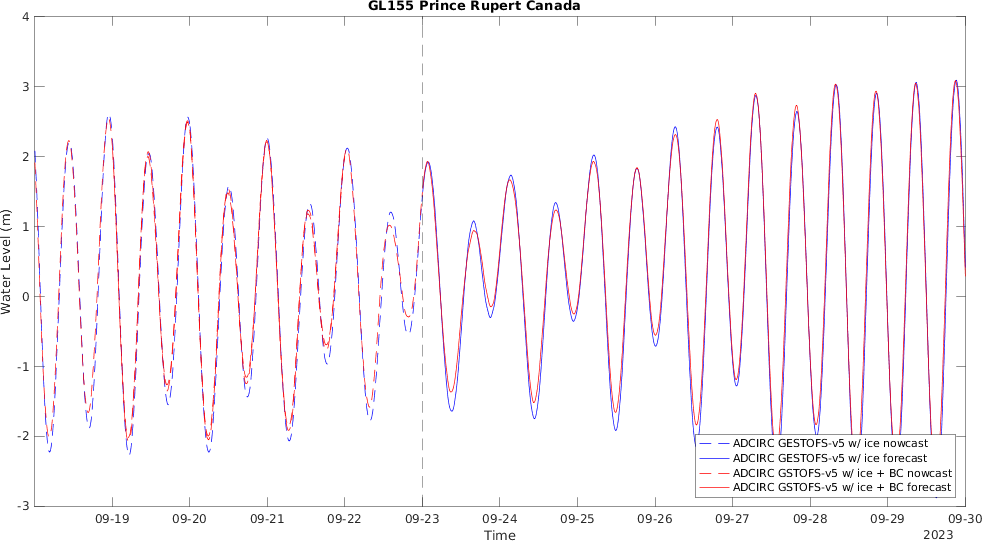 GL155 Prince Rupert Canada
4
3
2
1
0
-1
-2
-3
Water Level (m)
ADCIRC GESTOFS-v5 w/ ice nowcast
ADCIRC GESTOFS-v5 w/ ice forecast
ADCIRC GSTOFS-v5 w/ ice + BC nowcast
ADCIRC GSTOFS-v5 w/ ice + BC forecast
09-19 09-20 09-21 09-22 09-23 09-24 09-25 09-26 09-27 09-28 09-29 09-30
Time 2023